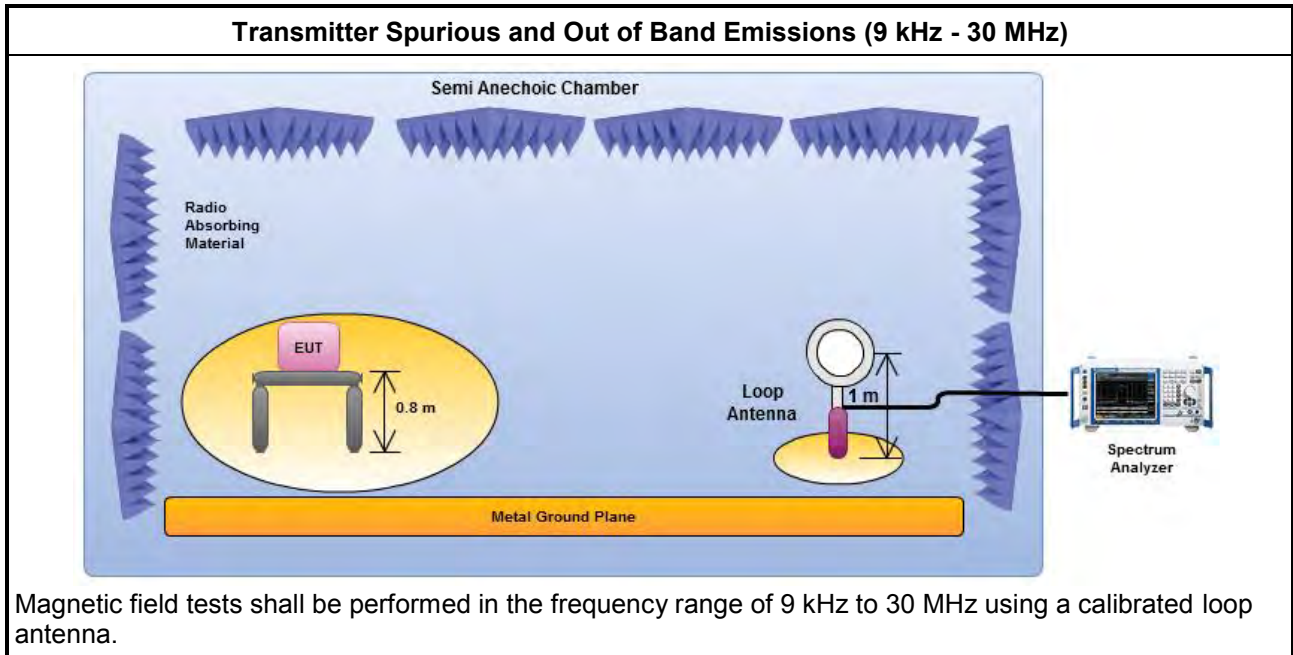 Transmitter Spurious and Out of Band Emissions (9 kHz - 30 MHz)
Semi Anechoic Chamber
Radio
Absorbing
Material
EUT
0.8 m
Loop
Antenna
1 m
Spectrum
Analyzer
Metal Ground Plane
Magnetic field tests shall be performed in the frequency range of 9 kHz to 30 MHz using a calibrated loop
antenna.